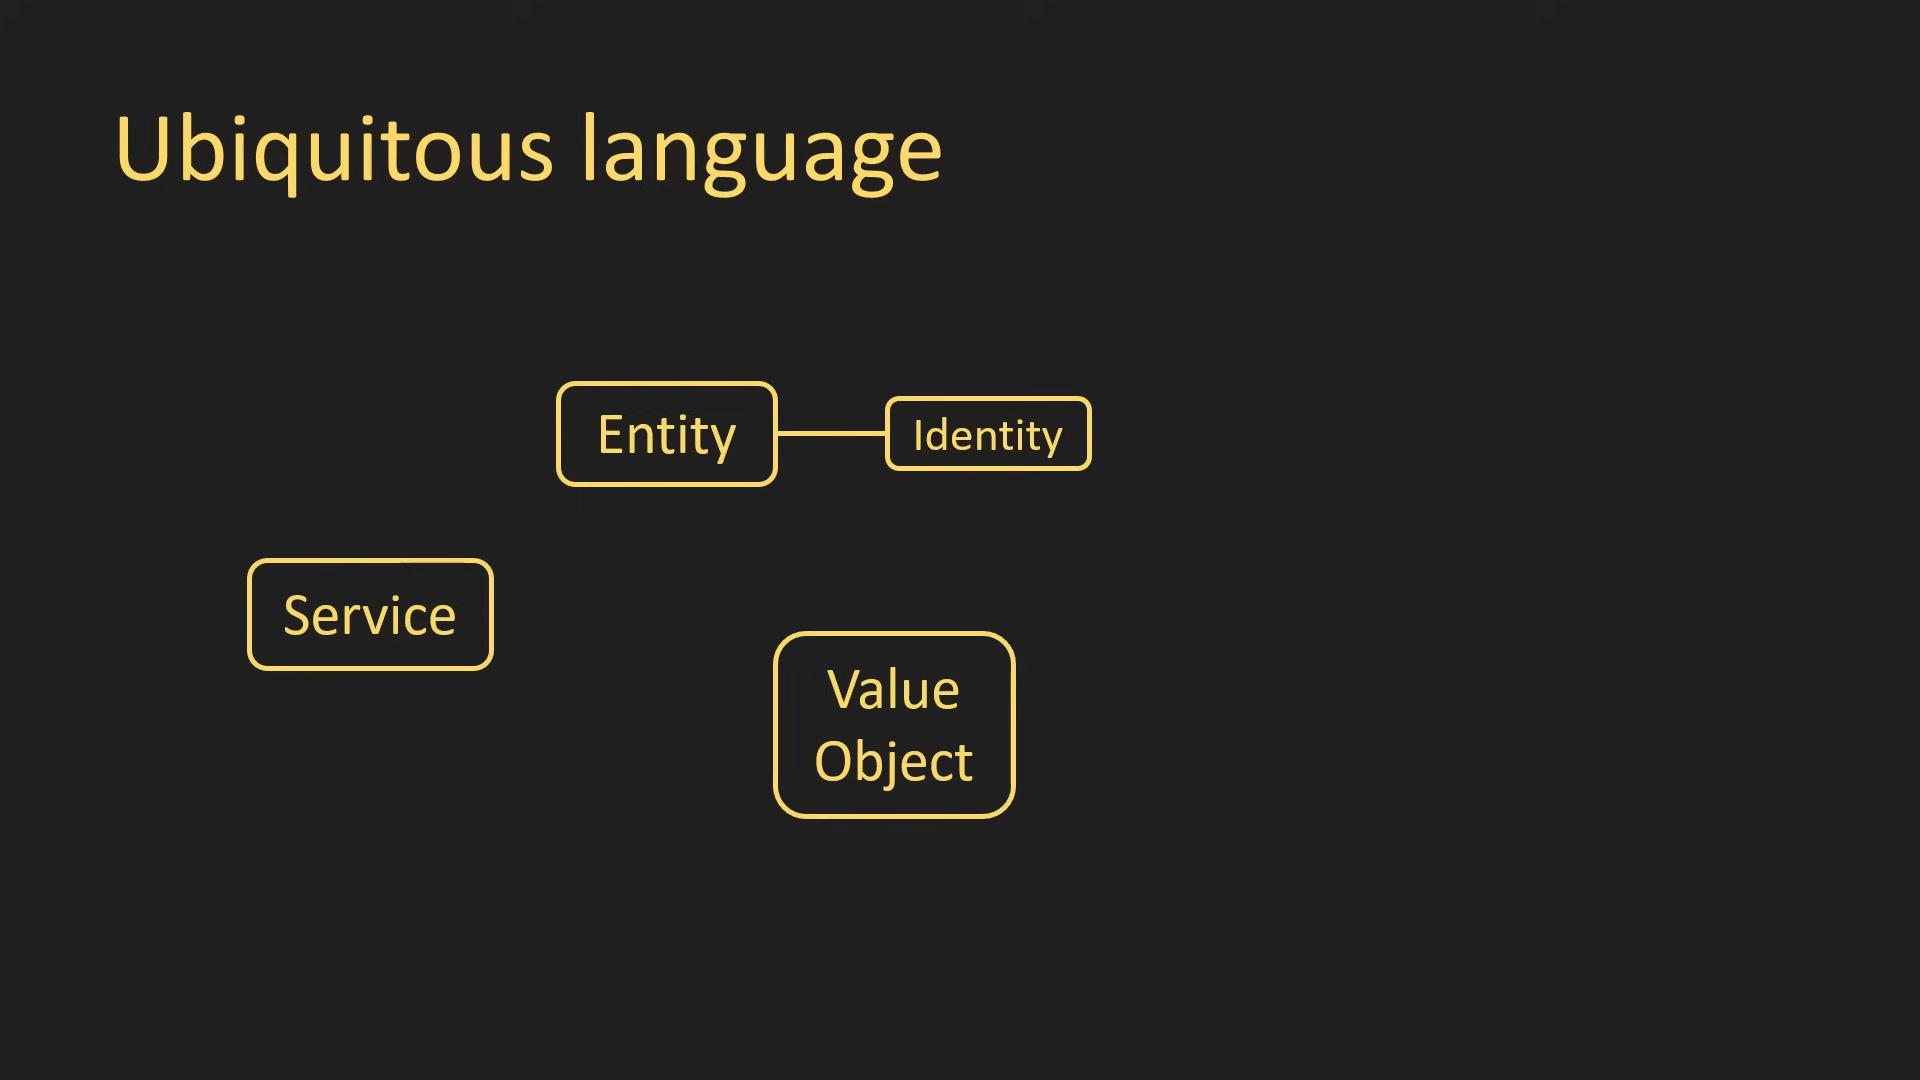 Ubiquitous language
Entity
Identity
Service
Value
Object